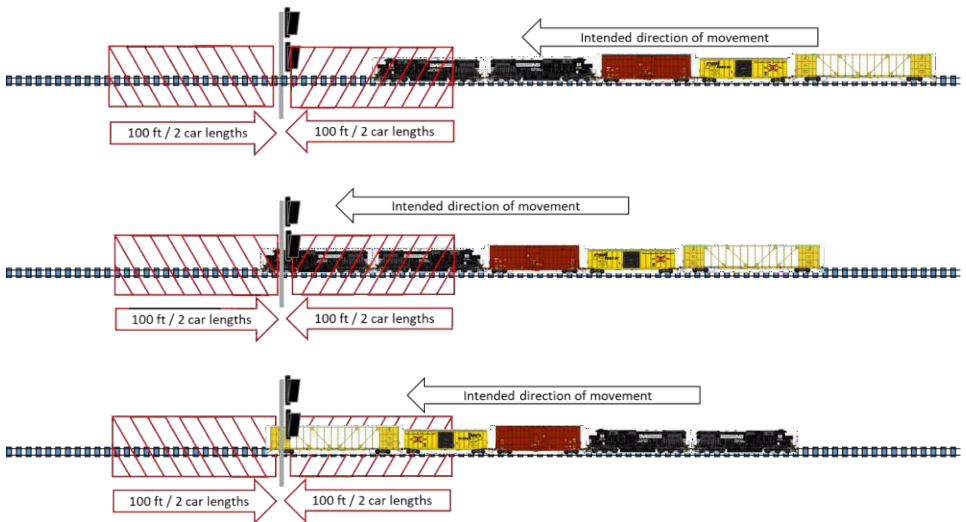 Intended direction of movement
100 ft / 2 car lengths
100 ft / 2 car lengths
Intended direction of movement
100 ft / 2 car lengths
100 ft / 2 car lengths
Intended direction of movement
100 ft / 2 car lengths
100 ft / 2 car lengths